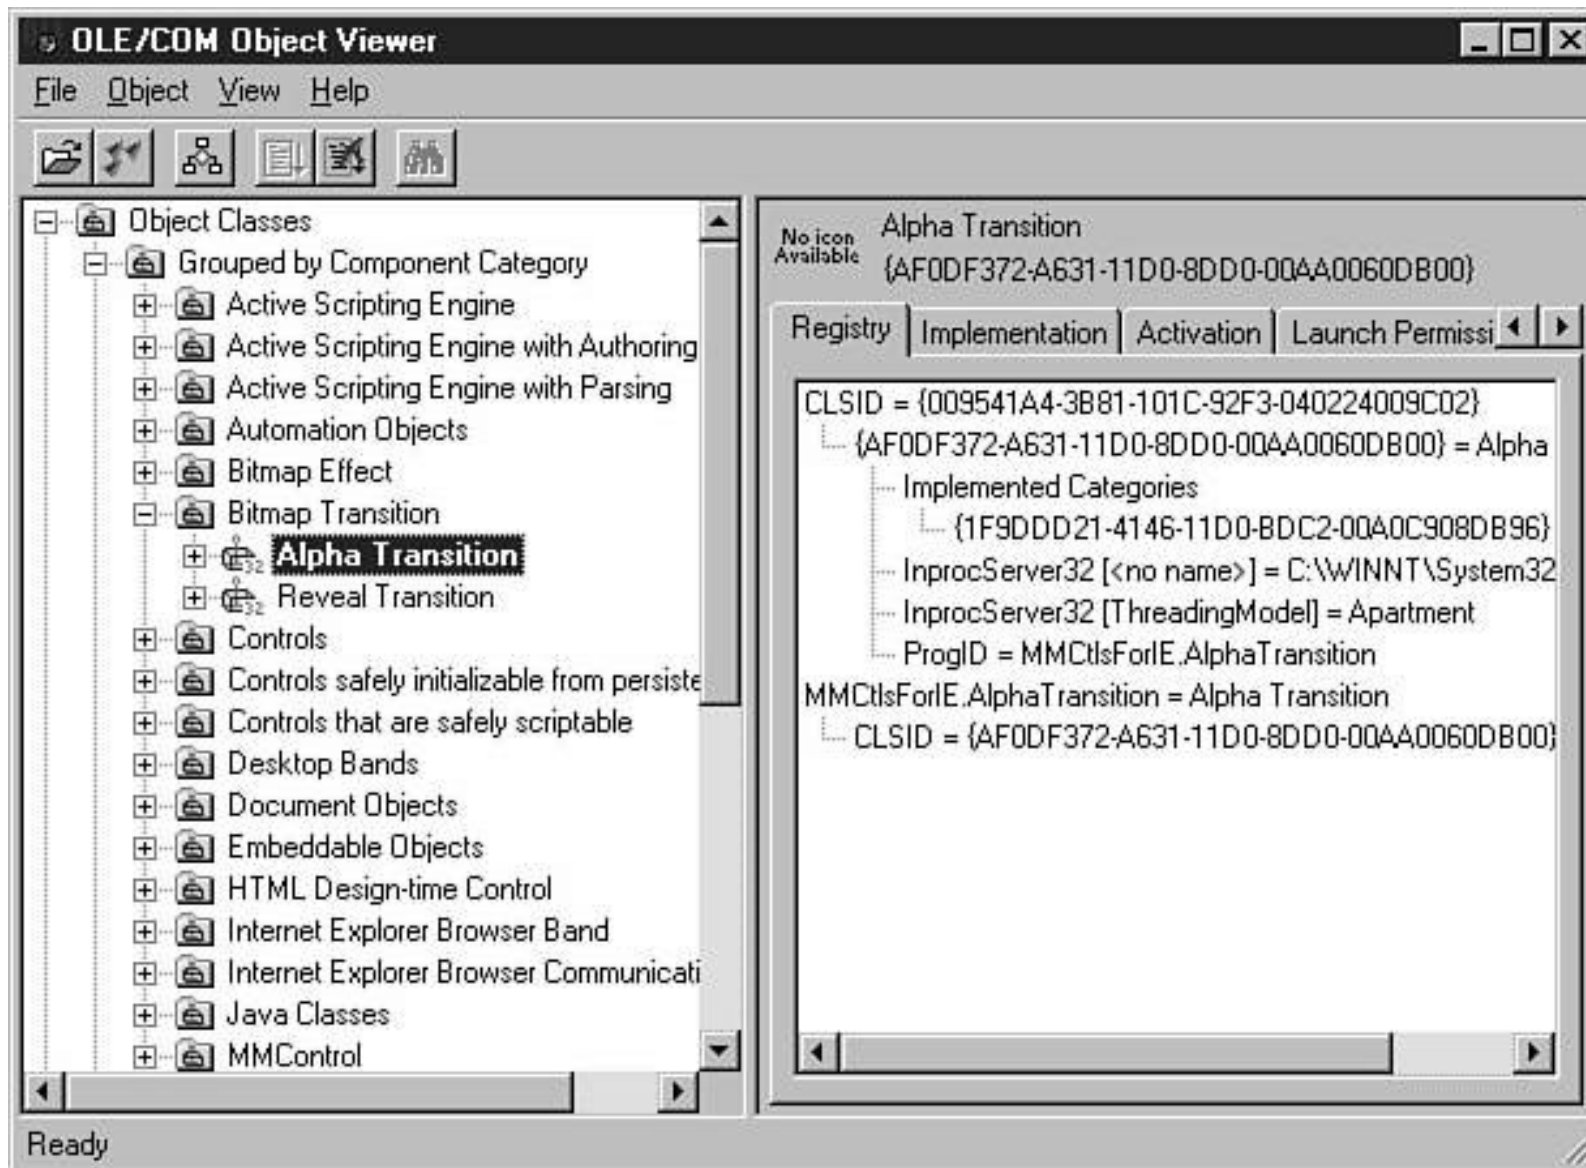 OLE/COM Object Viewer
File Object View Help
Object Classes
Grouped by Component Category
Active Scripting Engine
Active Scripting Engine with Authoring
Active Scripting Engine with Parsing
Automation Objects
Bitmap Effect
Bitmap Transition
32 Alpha Transition
32 Reveal Transition
Controls
Controls safely initializable from persiste
Controls that are safely scriptable
Desktop Bands
Document Objects
Embeddable Objects
HTML Design-time Control
Internet Explorer Browser Band
Internet Explorer Browser Communicati
Java Classes
MMControl
No icon
Available
Alpha Transition
{AF0DF372-A631-11D0-8DD0-00AA0060DB00}
Registry Implementation Activation Launch Permissi
CLSID = {009541A4-3B81-101C-92F3-040224009C02}
{AF0DF372-A631-11D0-8DD0-00AA0060DB00} = Alpha
Implemented Categories
{1F9DDD21-4146-11D0-BDC2-00A0C908DB96}
InprocServer32 [<no name>] = C:\WINNT\System32
InprocServer32 [ThreadingModel] = Apartment
ProgID = MMCtlsForIE.AlphaTransition
MMCtlsForIE.AlphaTransition = Alpha Transition
CLSID = {AF0DF372-A631-11D0-8DD0-00AA0060DB00}
Ready